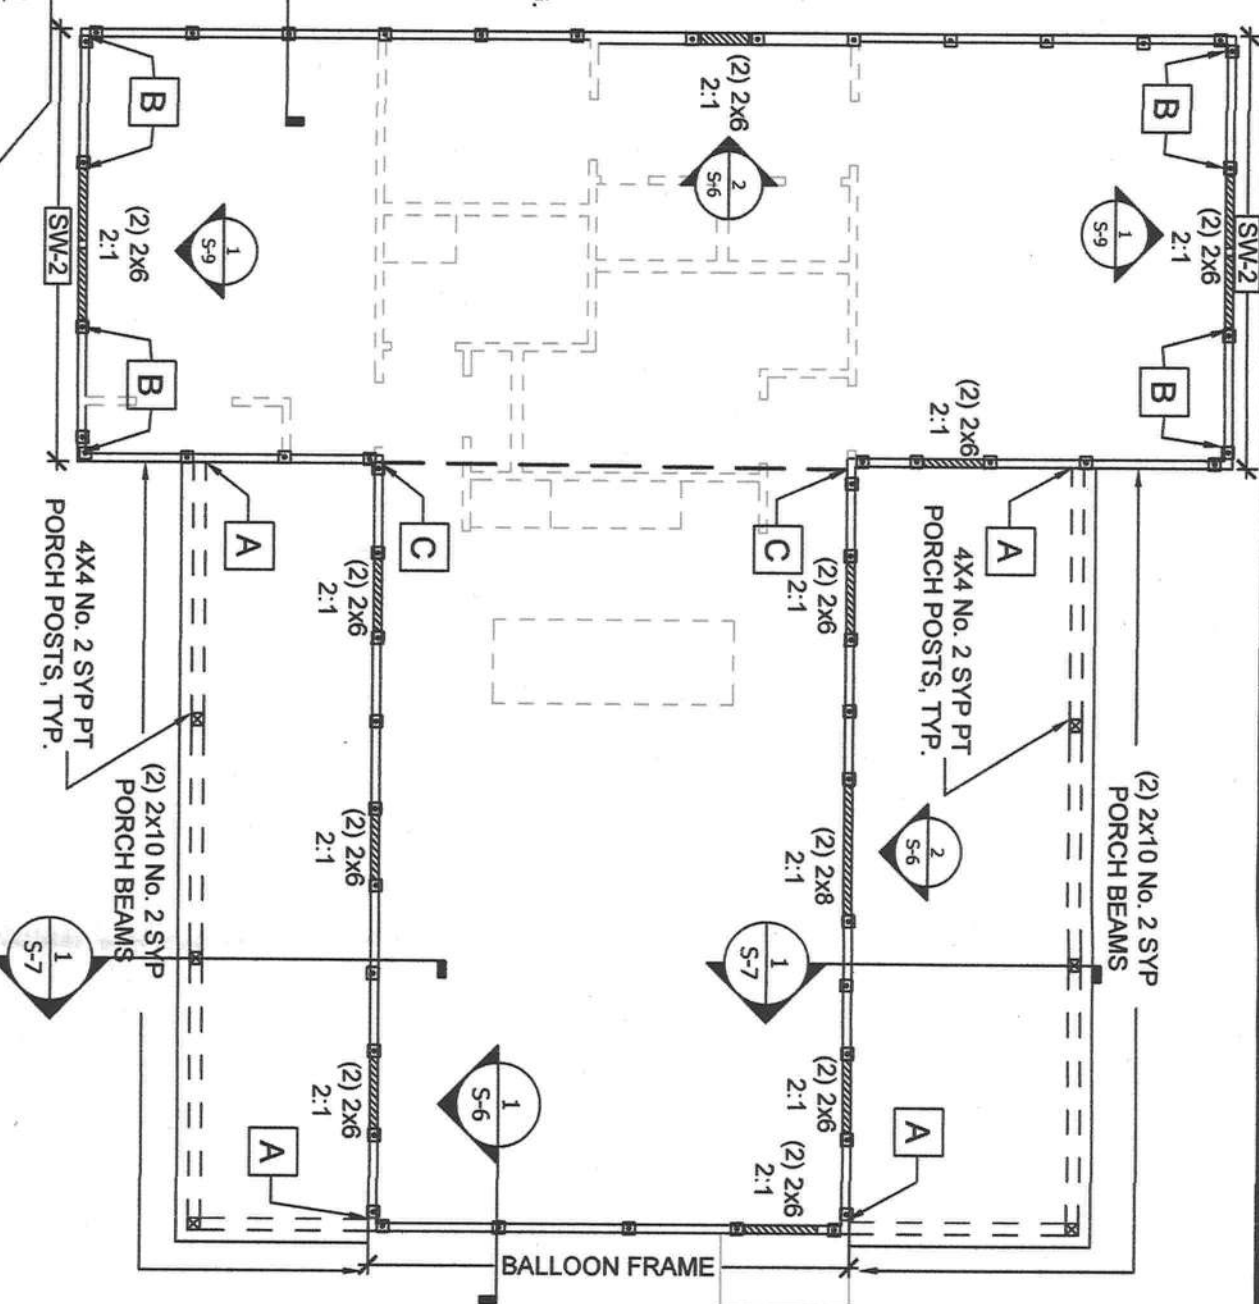 (2) 2x6
2:1
B
B
2
S-6
1
S-9
1
S-9
SW-2
(2) 2x6
2:1
(2) 2x6
2:1
SW-2
B
B
(2) 2x6
2:1
A
A
C
C
4X4 No. 2 SYP PT
PORCH POSTS, TYP.
4X4 No. 2 SYP PT
PORCH POSTS, TYP.
(2) 2x6
2:1
(2) 2x6
2:1
(2) 2x10 No. 2 SYP
PORCH BEAMS
(2) 2x10 No. 2 SYP
PORCH BEAMS
(2) 2x6
2:1
(2) 2x8
2:1
2
S-6
1
S-7
1
S-7
1
S-6
(2) 2x6
2:1
(2) 2x6
2:1
(2) 2x6
2:1
A
A
BALLOON FRAME